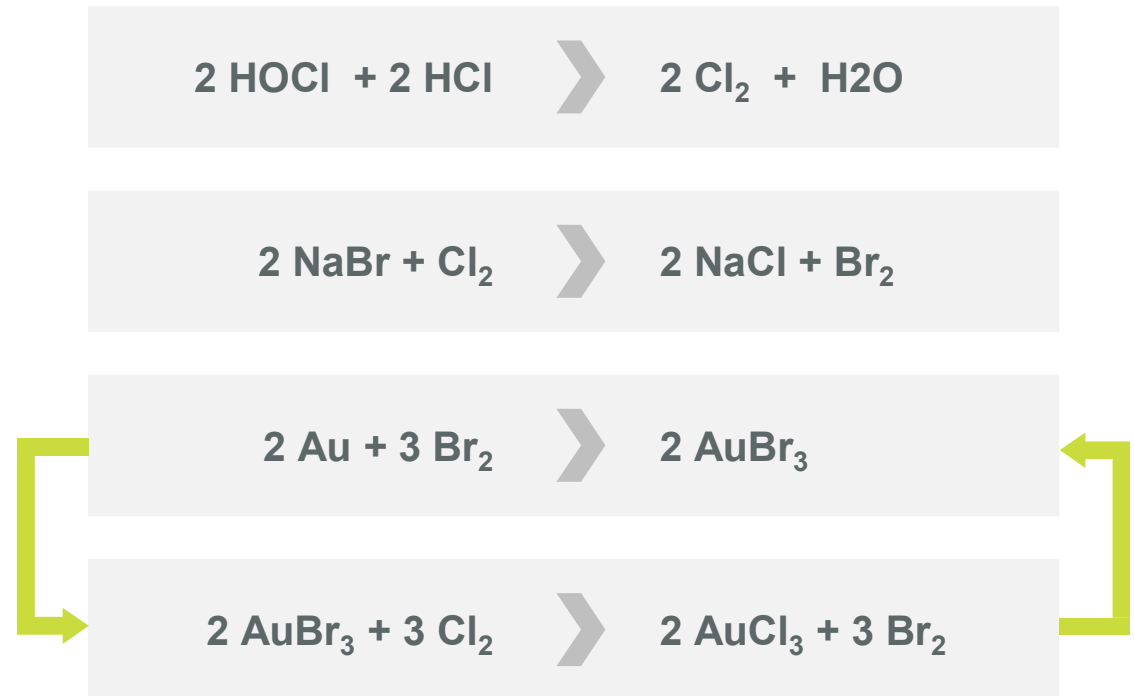 2 HOCl + 2 HCl 2 Cl₂ + H2O
2 NaBr + Cl₂ 2 NaCl + Br₂
2 Au + 3 Br₂ 2 AuBr₃
2 AuBr₃ + 3 Cl₂ 2 AuCl₃ + 3 Br₂